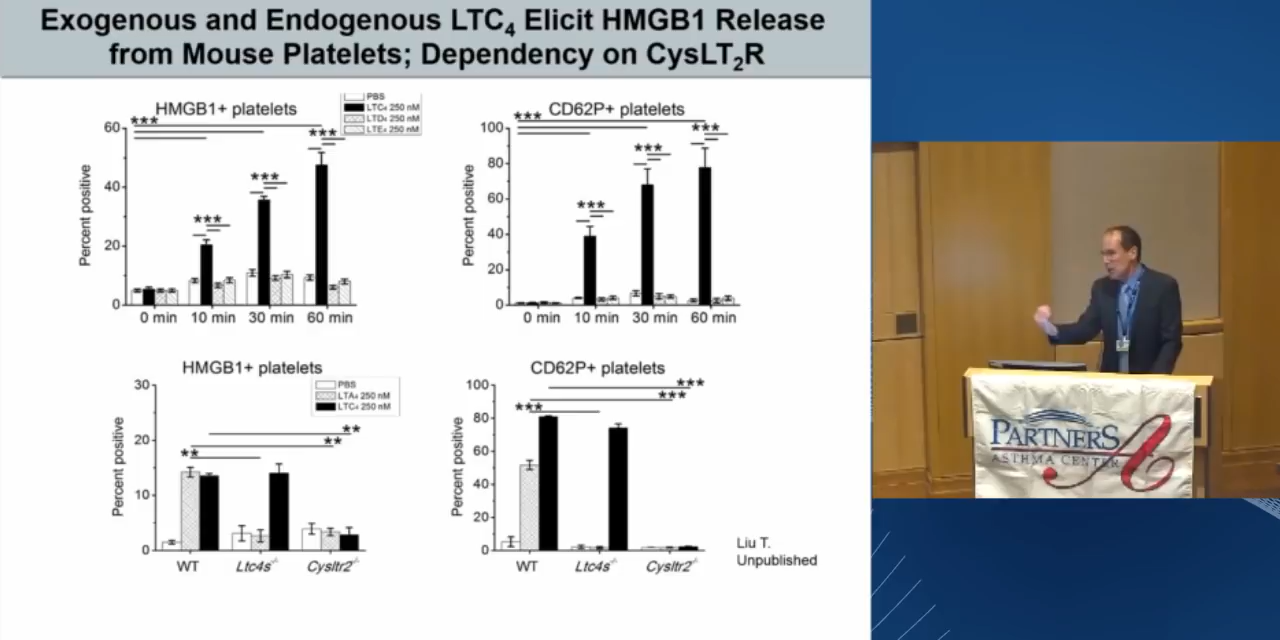 Exogenous and Endogenous LTC₄ Elicit HMGB1 Release
from Mouse Platelets; Dependency on CysLT₂R
HMGB1+ platelets
PBS
LTC₄ 250 nM
LTD₄ 250 nM
LTE₄ 250 nM
Percent positive
60
40
20
0
***
***
***
***
0 min 10 min 30 min 60 min
CD62P+ platelets
Percent positive
100
80
60
40
20
0
***
***
***
***
0 min 10 min 30 min 60 min
HMGB1+ platelets
PBS
LTA₄ 250 nM
LTC₄ 250 nM
Percent positive
30
20
10
0
**
**
**
WT Ltc4s⁻/⁻ Cysltr2⁻/⁻
CD62P+ platelets
Percent positive
100
80
60
40
20
0
***
***
***
WT Ltc4s⁻/⁻ Cysltr2⁻/⁻
Liu T.
Unpublished
PARTNERS
ASTHMA CENTER